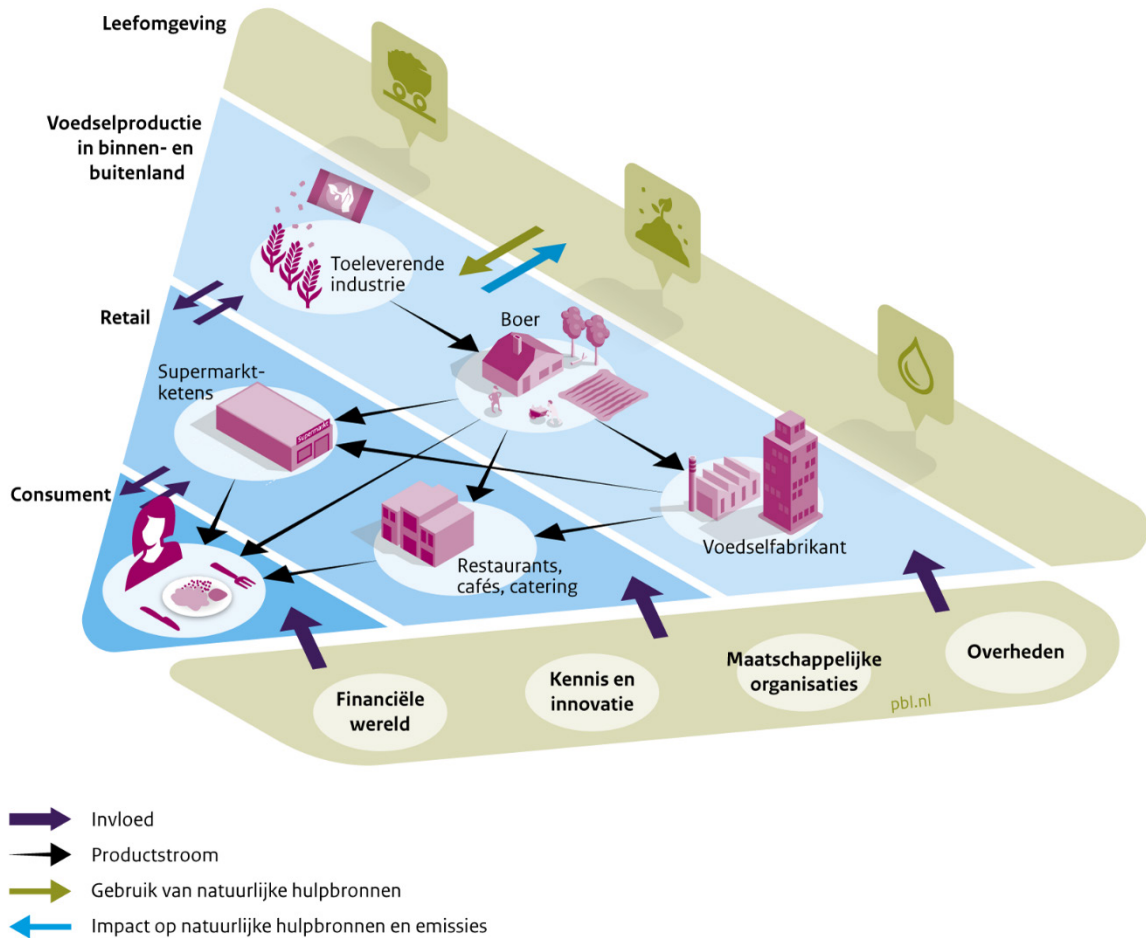 Leefomgeving
Voedselproductie
in binnen- en
buitenland
Toeleverende
industrie
Boer
Retail
Supermarkt-
ketens
Supermarkt
Consument
Voedselfabrikant
Restaurants,
cafés, catering
Financiële
wereld
Kennis en
innovatie
Maatschappelijke
organisaties
Overheden
pbl.nl
Invloed
Productstroom
Gebruik van natuurlijke hulpbronnen
Impact op natuurlijke hulpbronnen en emissies